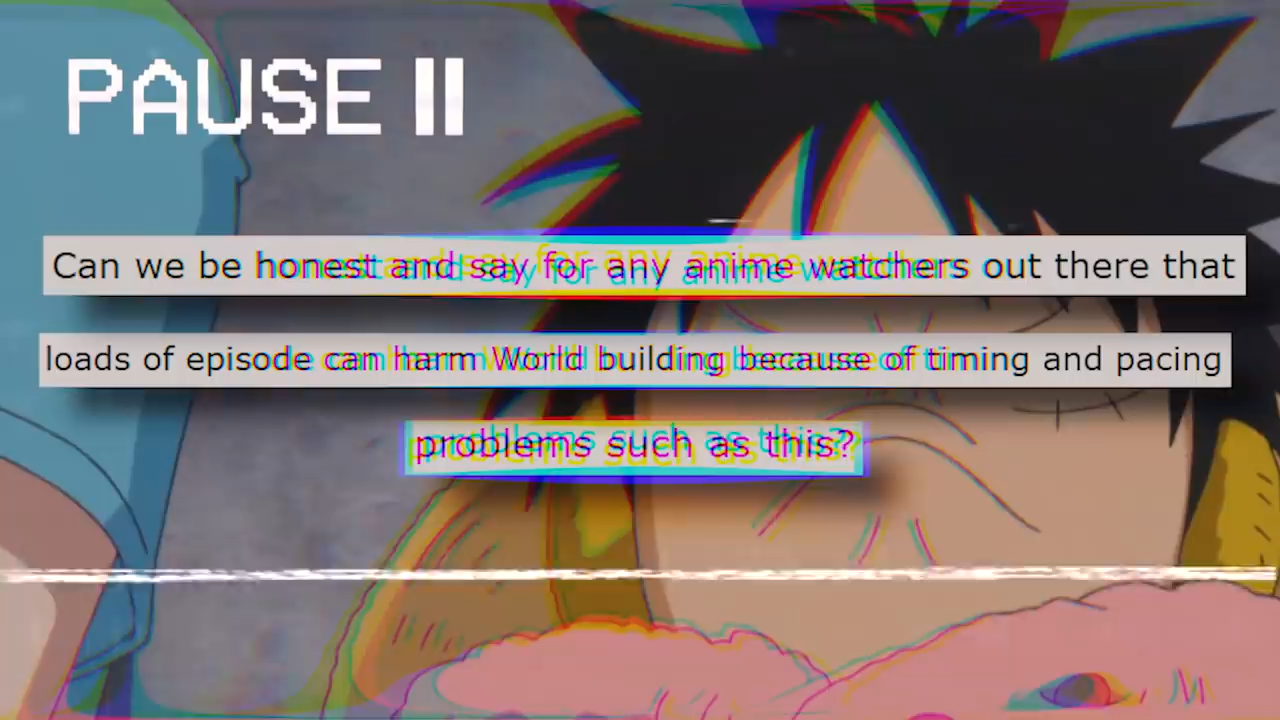 PAUSE
Can we be honest and say for any anime watchers out there that
loads of episode can harm World building because of timing and pacing
problems such as this?